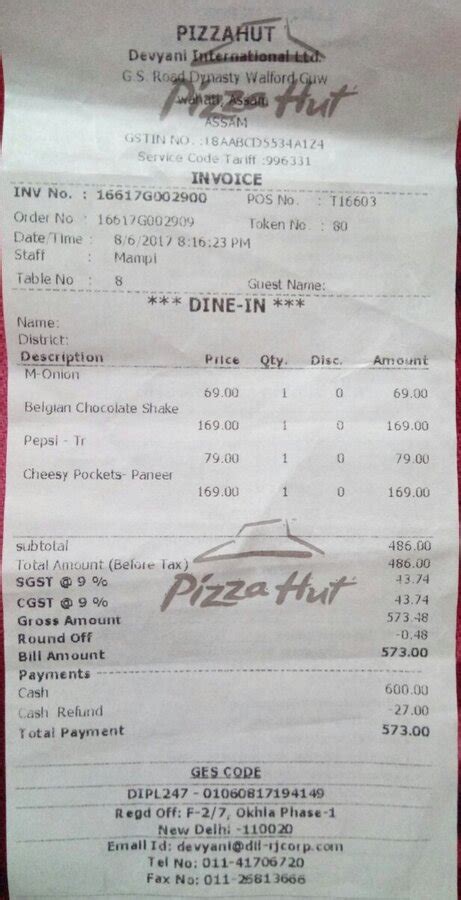 PIZZAHUT
Devyani International Ltd.
G.S. Road Dynasty Walford,Guw
wahati, Assam
Pizza Hut
ASSAM
GSTIN NO. :18AABCD5534A1Z4
Service Code Tariff :996331
INVOICE
INV No. : 16617G002900 POS No. : T16603
Order No : 16617G002909 Token No : 80
Date/Time : 8/6/2017 8:16:23 PM
Staff : Mampi
Table No : 8 Guest Name:
*** DINE-IN ***
Name:
District:
Description Price Qty. Disc. Amount
M-Onion
69.00 1 0 69.00
Belgian Chocolate Shake
169.00 1 0 169.00
Pepsi - Tr
79.00 1 0 79.00
Cheesy Pockets- Paneer
169.00 1 0 169.00
subtotal 486.00
Total Amount (Before Tax) 486.00
SGST @ 9 % 43.74
Pizza Hut
CGST @ 9 % 43.74
Gross Amount 573.48
Round Off -0.48
Bill Amount 573.00
Payments
Cash 600.00
Cash Refund -27.00
Total Payment 573.00
GES CODE
DIPL247 - 01060817194149
Regd Off: F-2/7, Okhla Phase-1
New Delhi -110020
Email Id: devyani@dil-rjcorp.com
Tel No: 011-41706720
Fax No: 011-26813666